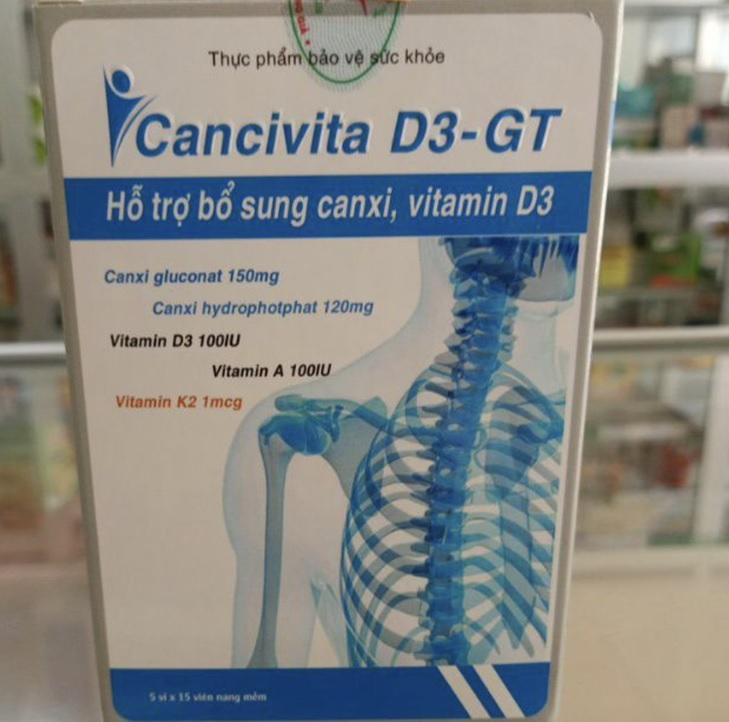 Thực phẩm bảo vệ sức khỏe
Cancivita D3-GT
Hỗ trợ bổ sung canxi, vitamin D3
Canxi gluconat 150mg
Canxi hydrophotphat 120mg
Vitamin D3 100IU
Vitamin A 100IU
Vitamin K2 1mcg
5 vỉ x 15 viên nang mềm